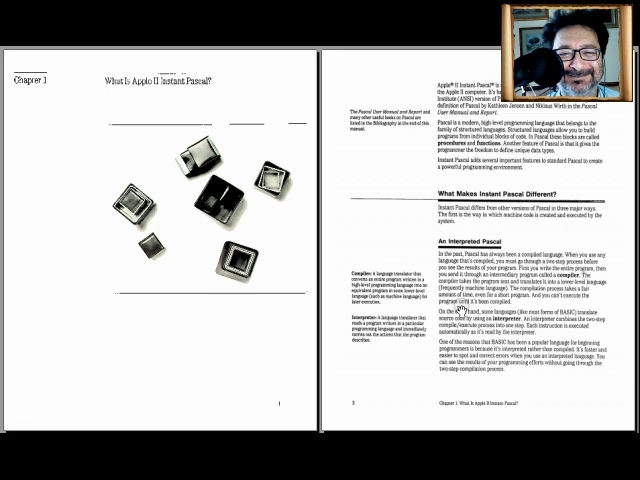 Chapter 1
What Is Apple II Instant Pascal?
1
Apple® II Instant Pascal® is
the Apple II computer. It's
Institute (ANSI) version of P
definition of Pascal by Kathleen Jensen and Niklaus Wirth in the Pascal
User Manual and Report.
The Pascal User Manual and Report and
many other useful books on Pascal are
listed in the Bibliography at the end of this
manual.
Pascal is a modern, high-level programming language that belongs to the
family of structured languages. Structured languages allow you to build
programs from individual blocks of code. In Pascal these blocks are called
procedures and functions. Another feature of Pascal is that it gives the
programmer the freedom to define unique data types.
Instant Pascal adds several important features to standard Pascal to create
a powerful programming environment.
What Makes Instant Pascal Different?
Instant Pascal differs from other versions of Pascal in three major ways.
The first is the way in which machine code is created and executed by the
system.
An Interpreted Pascal
In the past, Pascal has always been a compiled language. When you use any
language that's compiled, you must go through a two-step process before
you see the results of your program. First you write the program, then
you send it through an intermediary program called a compiler. The
compiler takes the program text and translates it into a lower-level language
(frequently machine language). The compilation process takes a fair
amount of time, even for a short program. And you can't execute the
program until it's been compiled.
Compiler: A language translator that
converts an entire program written in a
high-level programming language into an
equivalent program in some lower-level
language (such as machine language) for
later execution.
On the hand, some languages (like most forms of BASIC) translate
source code by using an interpreter. An interpreter combines the two-step
compile/execute process into one step. Each instruction is executed
automatically as it's read by the interpreter.
Interpreter: A language translator that
reads a program written in a particular
programming language and immediately
carries out the actions that the program
describes.
One of the reasons that BASIC has been a popular language for beginning
programmers is because it's interpreted rather than compiled. It's faster
and easier to spot and correct errors when you use an interpreted language. You
can see the results of your programming efforts without going through the
two-step compilation process.
Chapter 1: What Is Apple II Instant Pascal?